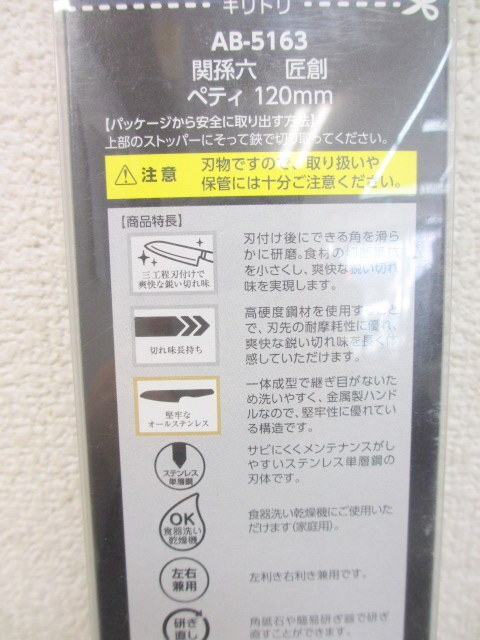 キリトリ
AB-5163
関孫六 匠創
ペティ 120mm
【パッケージから安全に取り出す方法】
上部のストッパーにそって鋏で切り取ってください。
注意
刃物ですので、取り扱いや
保管には十分ご注意ください。
【商品特長】
三工程刃付けで
爽快な鋭い切れ味
刃付け後にできる角を滑ら
かに研磨。食材の
を小さくし、爽快な鋭い切れ
味を実現します。
切れ味長持ち
高硬度鋼材を使用すること
で、刃先の耐摩耗性に優れ、
爽快な鋭い切れ味を長く体
感していただけます。
堅牢な
オールステンレス
一体成型で継ぎ目がないた
め洗いやすく、金属製ハンド
ルなので、堅牢性に優れてい
る構造です。
ステンレス
単層鋼
サビにくくメンテナンスがし
やすいステンレス単層鋼の
刃体です。
OK
食器洗い
乾燥機
食器洗い乾燥機にご使用いた
だけます(家庭用)。
左右
兼用
左利き右利き兼用です。
研ぎ
直し
角砥石や簡易研ぎ器で研ぎ
直すことができます。